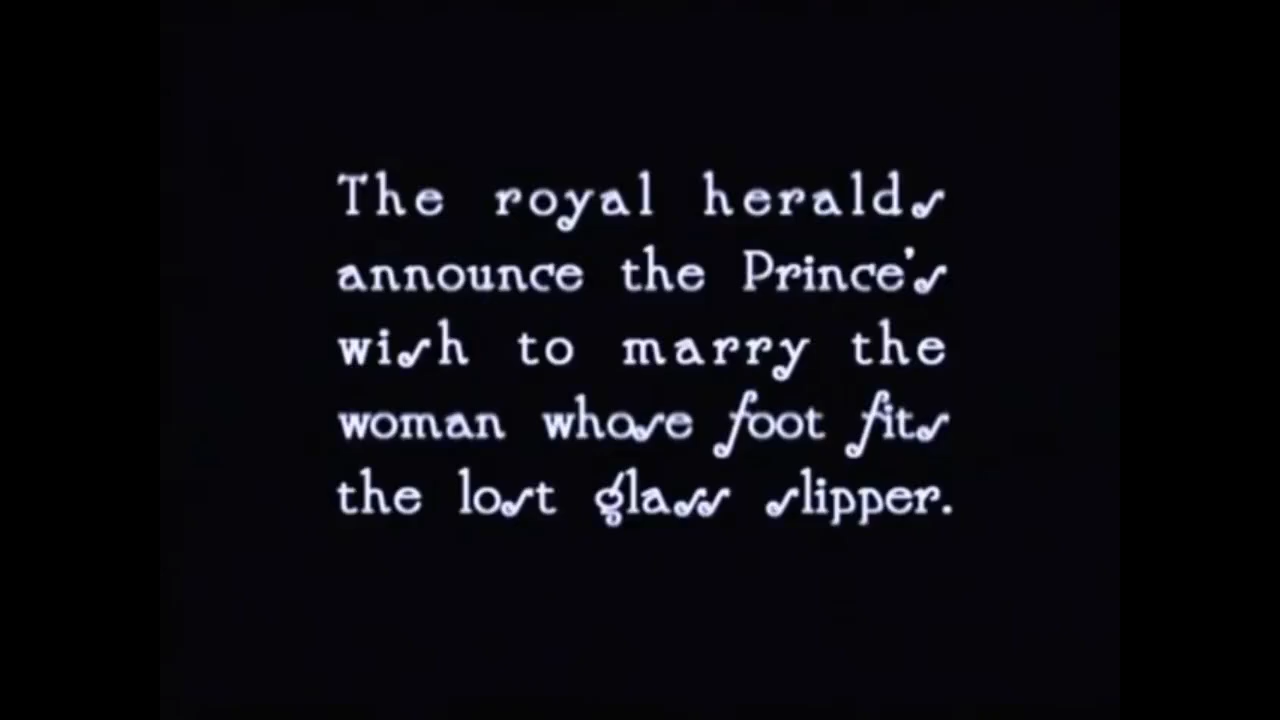 The royal heralds
announce the Prince's
wish to marry the
woman whose foot fits
the lost glass slipper.